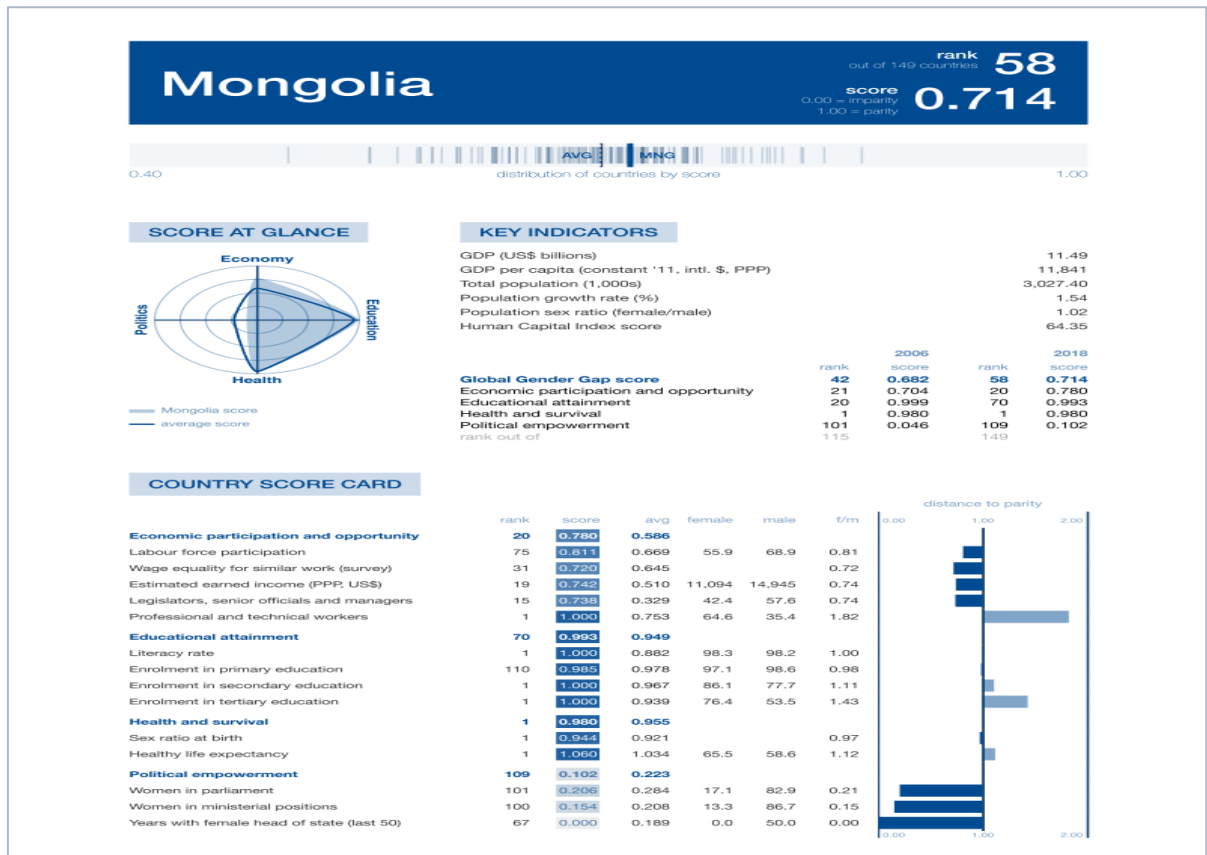 Mongolia
rank
out of 149 countries
58
score
0.00 = imparity
1.00 = parity
0.714
AVG MNG
0.40 distribution of countries by score 1.00
SCORE AT GLANCE
Economy
Politics
Education
Health
Mongolia score
average score
KEY INDICATORS
GDP (US$ billions) 11.49
GDP per capita (constant '11, intl. $, PPP) 11,841
Total population (1,000s) 3,027.40
Population growth rate (%) 1.54
Population sex ratio (female/male) 1.02
Human Capital Index score 64.35
2006 2018
rank score rank score
Global Gender Gap score 42 0.682 58 0.714
Economic participation and opportunity 21 0.704 20 0.780
Educational attainment 20 0.999 70 0.993
Health and survival 1 0.980 1 0.980
Political empowerment 101 0.046 109 0.102
rank out of 115 149
COUNTRY SCORE CARD
distance to parity
rank score avg female male f/m 0.00 1.00 2.00
Economic participation and opportunity 20 0.780 0.586
Labour force participation 75 0.811 0.669 55.9 68.9 0.81
Wage equality for similar work (survey) 31 0.720 0.645 0.72
Estimated earned income (PPP, US$) 19 0.742 0.510 11,094 14,945 0.74
Legislators, senior officials and managers 15 0.738 0.329 42.4 57.6 0.74
Professional and technical workers 1 1.000 0.753 64.6 35.4 1.82
Educational attainment 70 0.993 0.949
Literacy rate 1 1.000 0.882 98.3 98.2 1.00
Enrolment in primary education 110 0.985 0.978 97.1 98.6 0.98
Enrolment in secondary education 1 1.000 0.967 86.1 77.7 1.11
Enrolment in tertiary education 1 1.000 0.939 76.4 53.5 1.43
Health and survival 1 0.980 0.955
Sex ratio at birth 1 0.944 0.921 0.97
Healthy life expectancy 1 1.060 1.034 65.5 58.6 1.12
Political empowerment 109 0.102 0.223
Women in parliament 101 0.206 0.284 17.1 82.9 0.21
Women in ministerial positions 100 0.154 0.208 13.3 86.7 0.15
Years with female head of state (last 50) 67 0.000 0.189 0.0 50.0 0.00
0.00 1.00 2.00